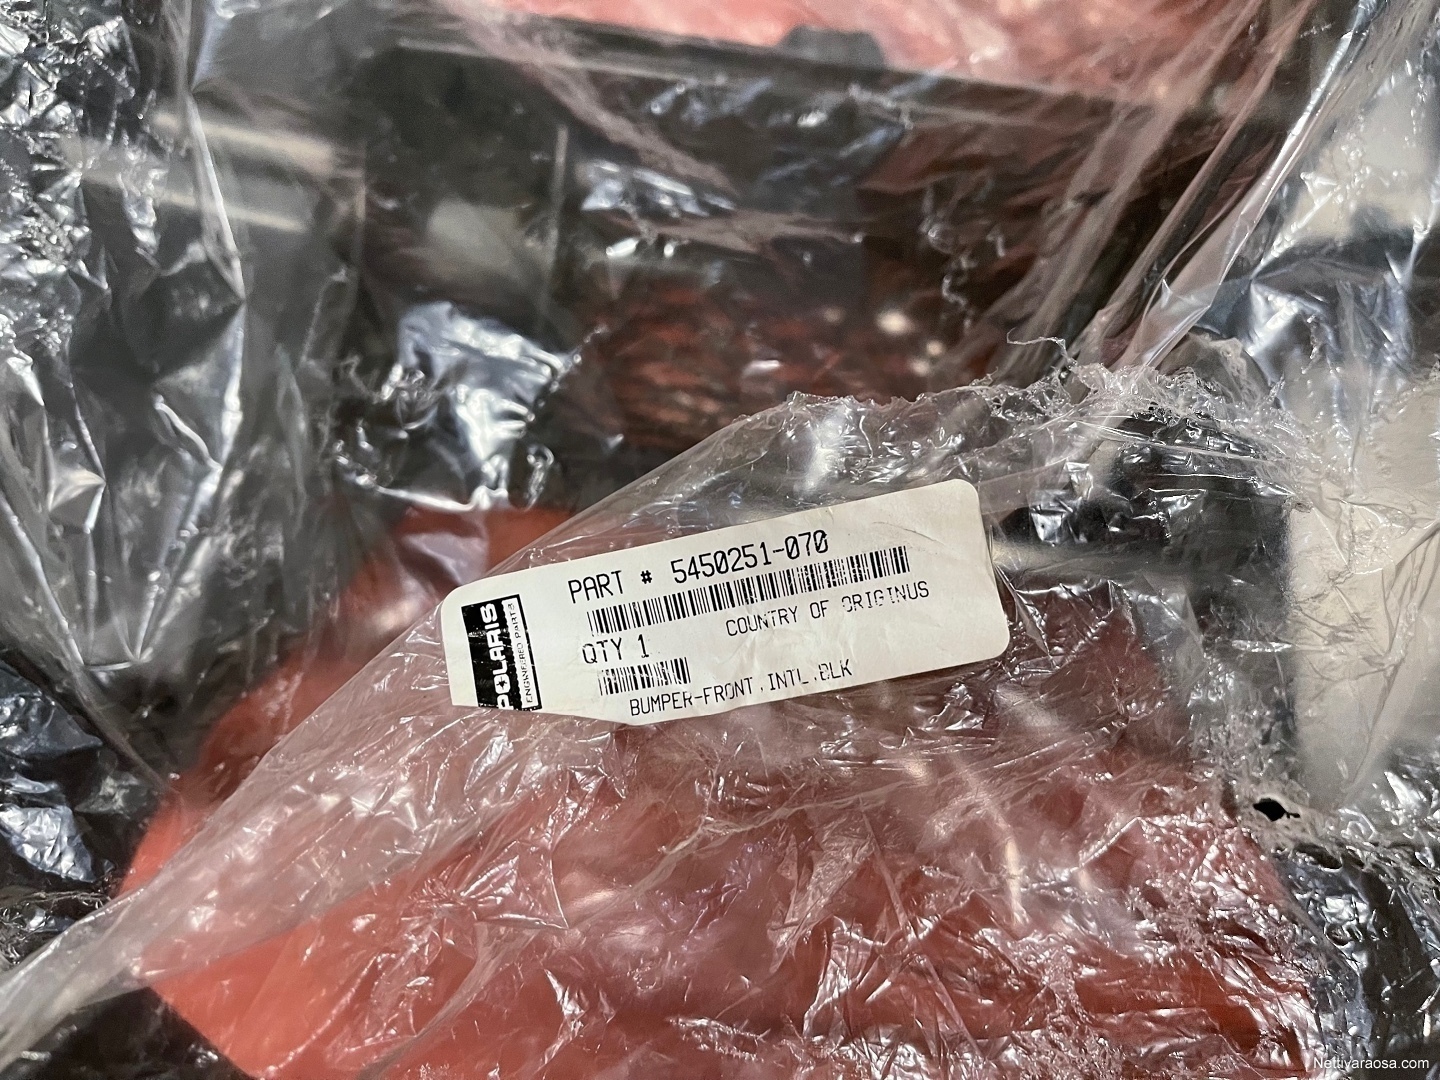 PART # 5450251-070
COUNTRY OF ORIGINUS
QTY 1
BUMPER-FRONT,INTL,BLK
POLARIS
ENGINEERED PARTS
Nettivaraosa.com